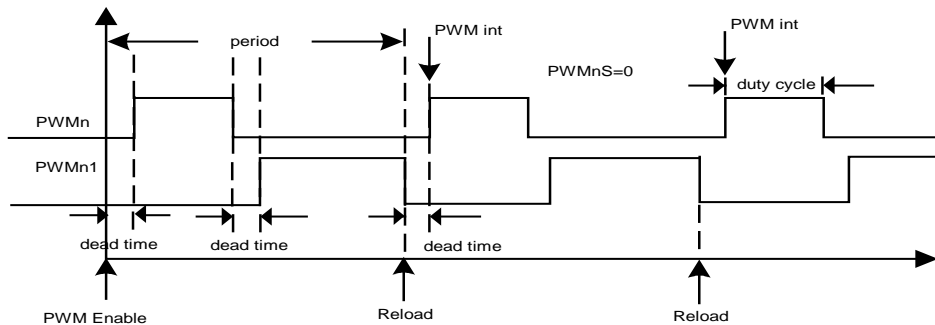 PWM int
PWM int
period
PWMnS=0
duty cycle
PWMn
PWMn1
dead time
dead time
dead time
PWM Enable
Reload
Reload